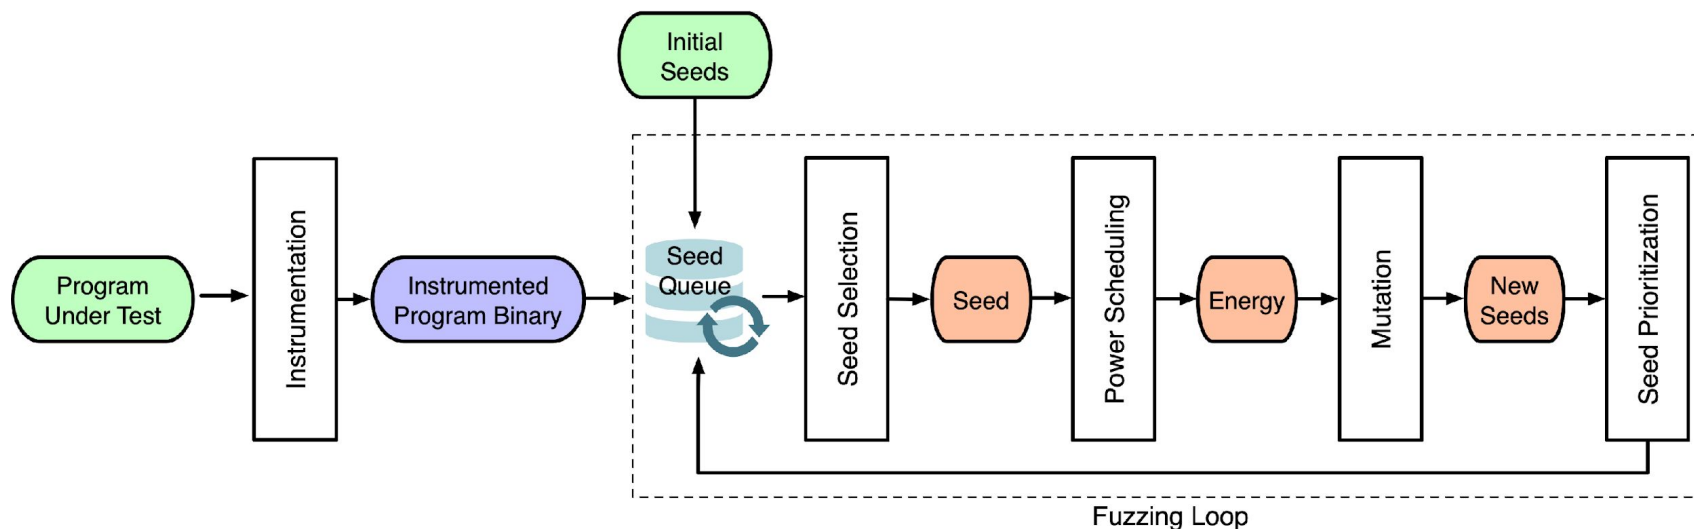 Initial
Seeds
Program
Under Test
Instrumentation
Instrumented
Program Binary
Seed
Queue
Seed Selection
Seed
Power Scheduling
Energy
Mutation
New
Seeds
Seed Prioritization
Fuzzing Loop